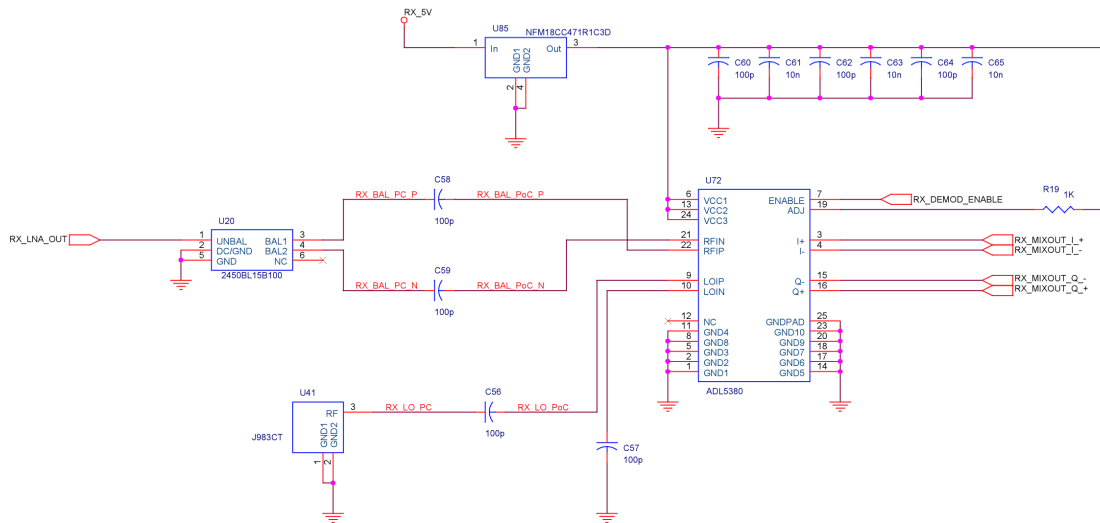 RX_5V
U85
NFM18CC471R1C3D
1
In
Out
3
GND1
GND2
2
4
C60
100p
C61
10n
C62
100p
C63
10n
C64
100p
C65
10n
C58
RX_BAL_PC_P
RX_BAL_PoC_P
100p
U72
6
VCC1
13
VCC2
24
VCC3
ENABLE
7
RX_DEMOD_ENABLE
ADJ
19
R19
1K
U20
RX_LNA_OUT
1
UNBAL
2
DC/GND
5
GND
BAL1
3
BAL2
4
NC
6
2450BL15B100
21
RFIN
22
RFIP
I+
3
RX_MIXOUT_I_+
I-
4
RX_MIXOUT_I_-
C59
RX_BAL_PC_N
RX_BAL_PoC_N
100p
9
LOIP
10
LOIN
Q-
15
RX_MIXOUT_Q_-
Q+
16
RX_MIXOUT_Q_+
12
NC
11
GND4
8
GND8
5
GND3
2
GND2
1
GND1
GNDPAD
25
GND10
23
GND9
20
GND7
18
GND6
17
GND5
14
ADL5380
U41
RF
3
RX_LO_PC
C56
RX_LO_PoC
100p
J983CT
GND1
GND2
1
2
C57
100p